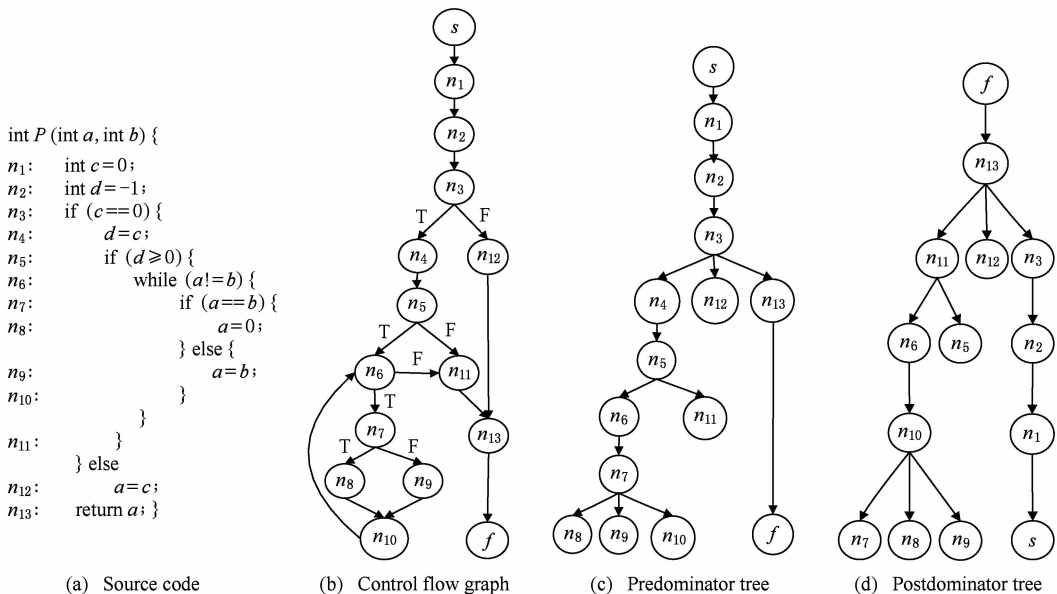 int P (int a, int b) {
n₁: int c=0;
n₂: int d=-1;
n₃: if (c==0) {
n₄: d=c;
n₅: if (d⩾0) {
n₆: while (a!=b) {
n₇: if (a==b) {
n₈: a=0;
} else {
n₉: a=b;
n₁₀: }
}
n₁₁: }
} else
n₁₂: a=c;
n₁₃: return a; }
(a) Source code
s
n₁
n₂
n₃
T F
n₄ n₁₂
n₅
T F
n₆ F n₁₁
T
n₇ n₁₃
T F
n₈ n₉
n₁₀ f
(b) Control flow graph
s
n₁
n₂
n₃
n₄ n₁₂ n₁₃
n₅
n₆ n₁₁
n₇
n₈ n₉ n₁₀ f
(c) Predominator tree
f
n₁₃
n₁₁ n₁₂ n₃
n₆ n₅ n₂
n₁₀ n₁
n₇ n₈ n₉ s
(d) Postdominator tree